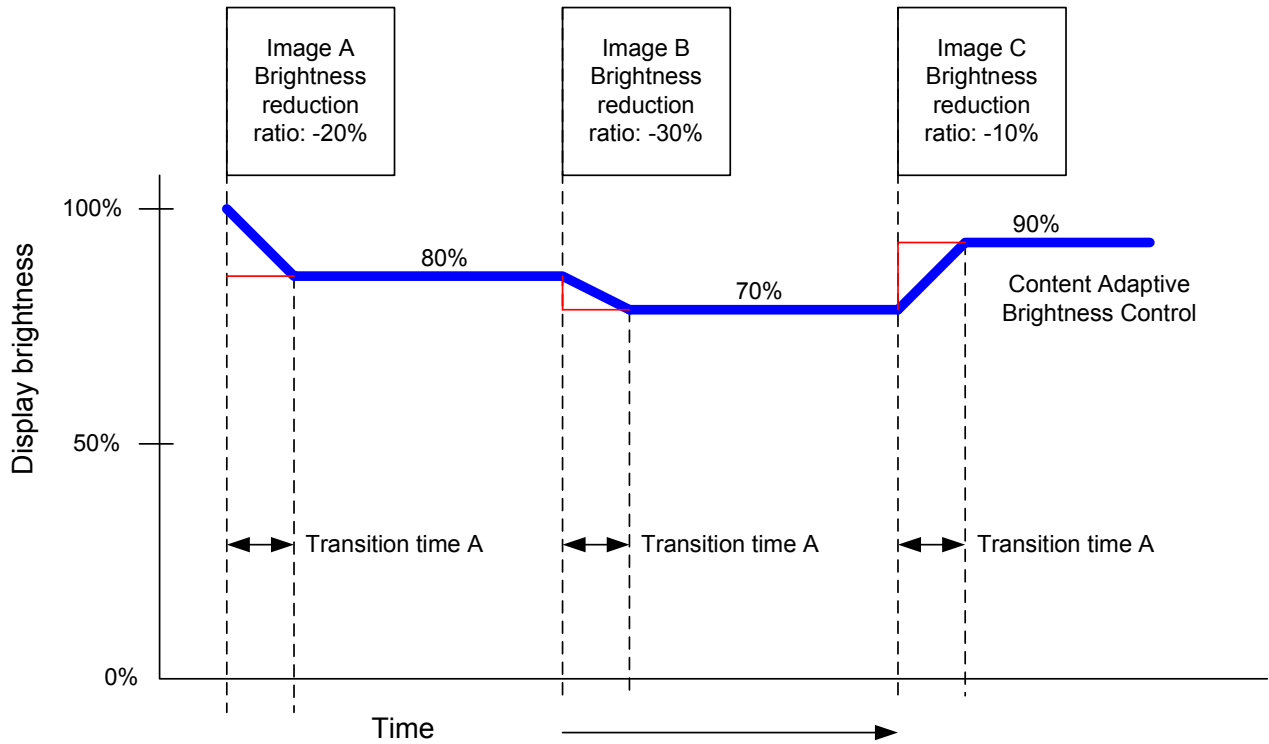 Image A
Brightness
reduction
ratio: -20%
Image B
Brightness
reduction
ratio: -30%
Image C
Brightness
reduction
ratio: -10%
100%
80%
70%
90%
Content Adaptive
Brightness Control
Display brightness
50%
Transition time A
Transition time A
Transition time A
0%
Time